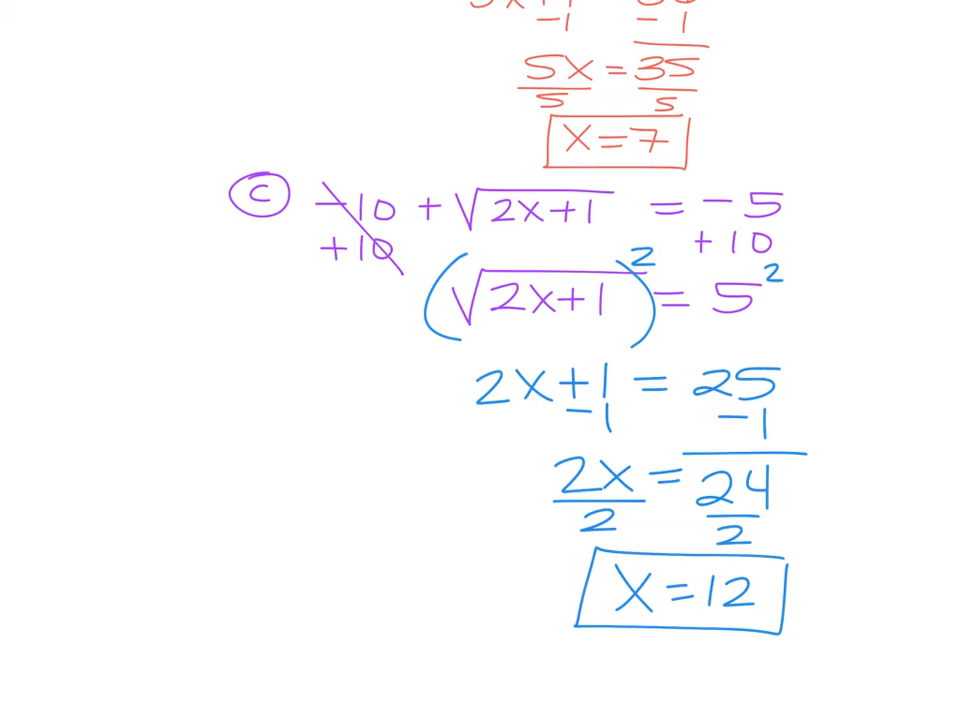 -1 -1
5x = 35
5 5
x = 7
C -10 + √2x+1 = -5
+10 +10
(√2x+1)² = 5²
2x+1 = 25
-1 -1
2x = 24
2 2
x = 12